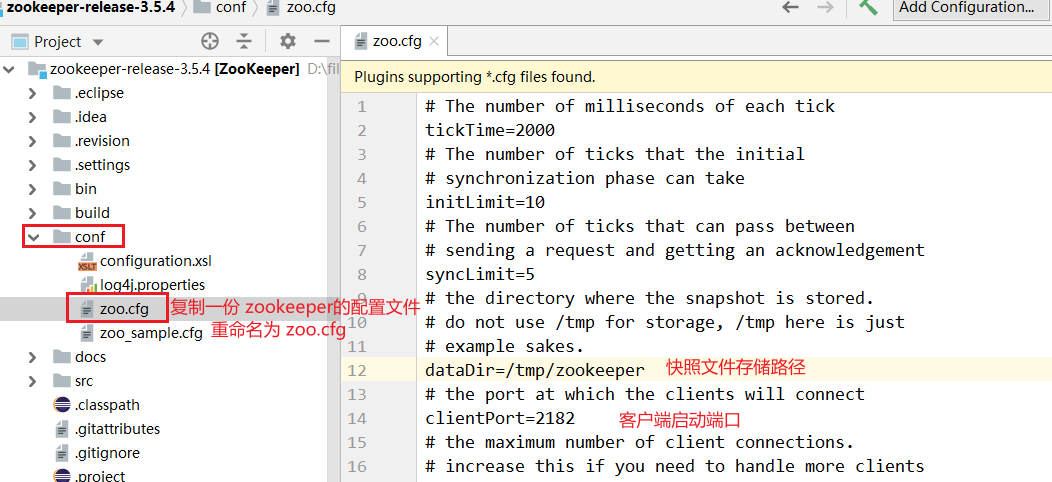 zookeeper-release-3.5.4 conf zoo.cfg Add Configuration...
Project
zoo.cfg
zookeeper-release-3.5.4 [ZooKeeper] D:\fil
.eclipse
.idea
.revision
.settings
bin
build
conf
configuration.xsl
log4j.properties
zoo.cfg 复制一份 zookeeper的配置文件
zoo_sample.cfg 重命名为 zoo.cfg
docs
src
.classpath
.gitattributes
.gitignore
.project
Plugins supporting *.cfg files found.
1 # The number of milliseconds of each tick
2 tickTime=2000
3 # The number of ticks that the initial
4 # synchronization phase can take
5 initLimit=10
6 # The number of ticks that can pass between
7 # sending a request and getting an acknowledgement
8 syncLimit=5
# the directory where the snapshot is stored.
10 # do not use /tmp for storage, /tmp here is just
11 # example sakes.
12 dataDir=/tmp/zookeeper 快照文件存储路径
13 # the port at which the clients will connect
14 clientPort=2182 客户端启动端口
15 # the maximum number of client connections.
16 # increase this if you need to handle more clients